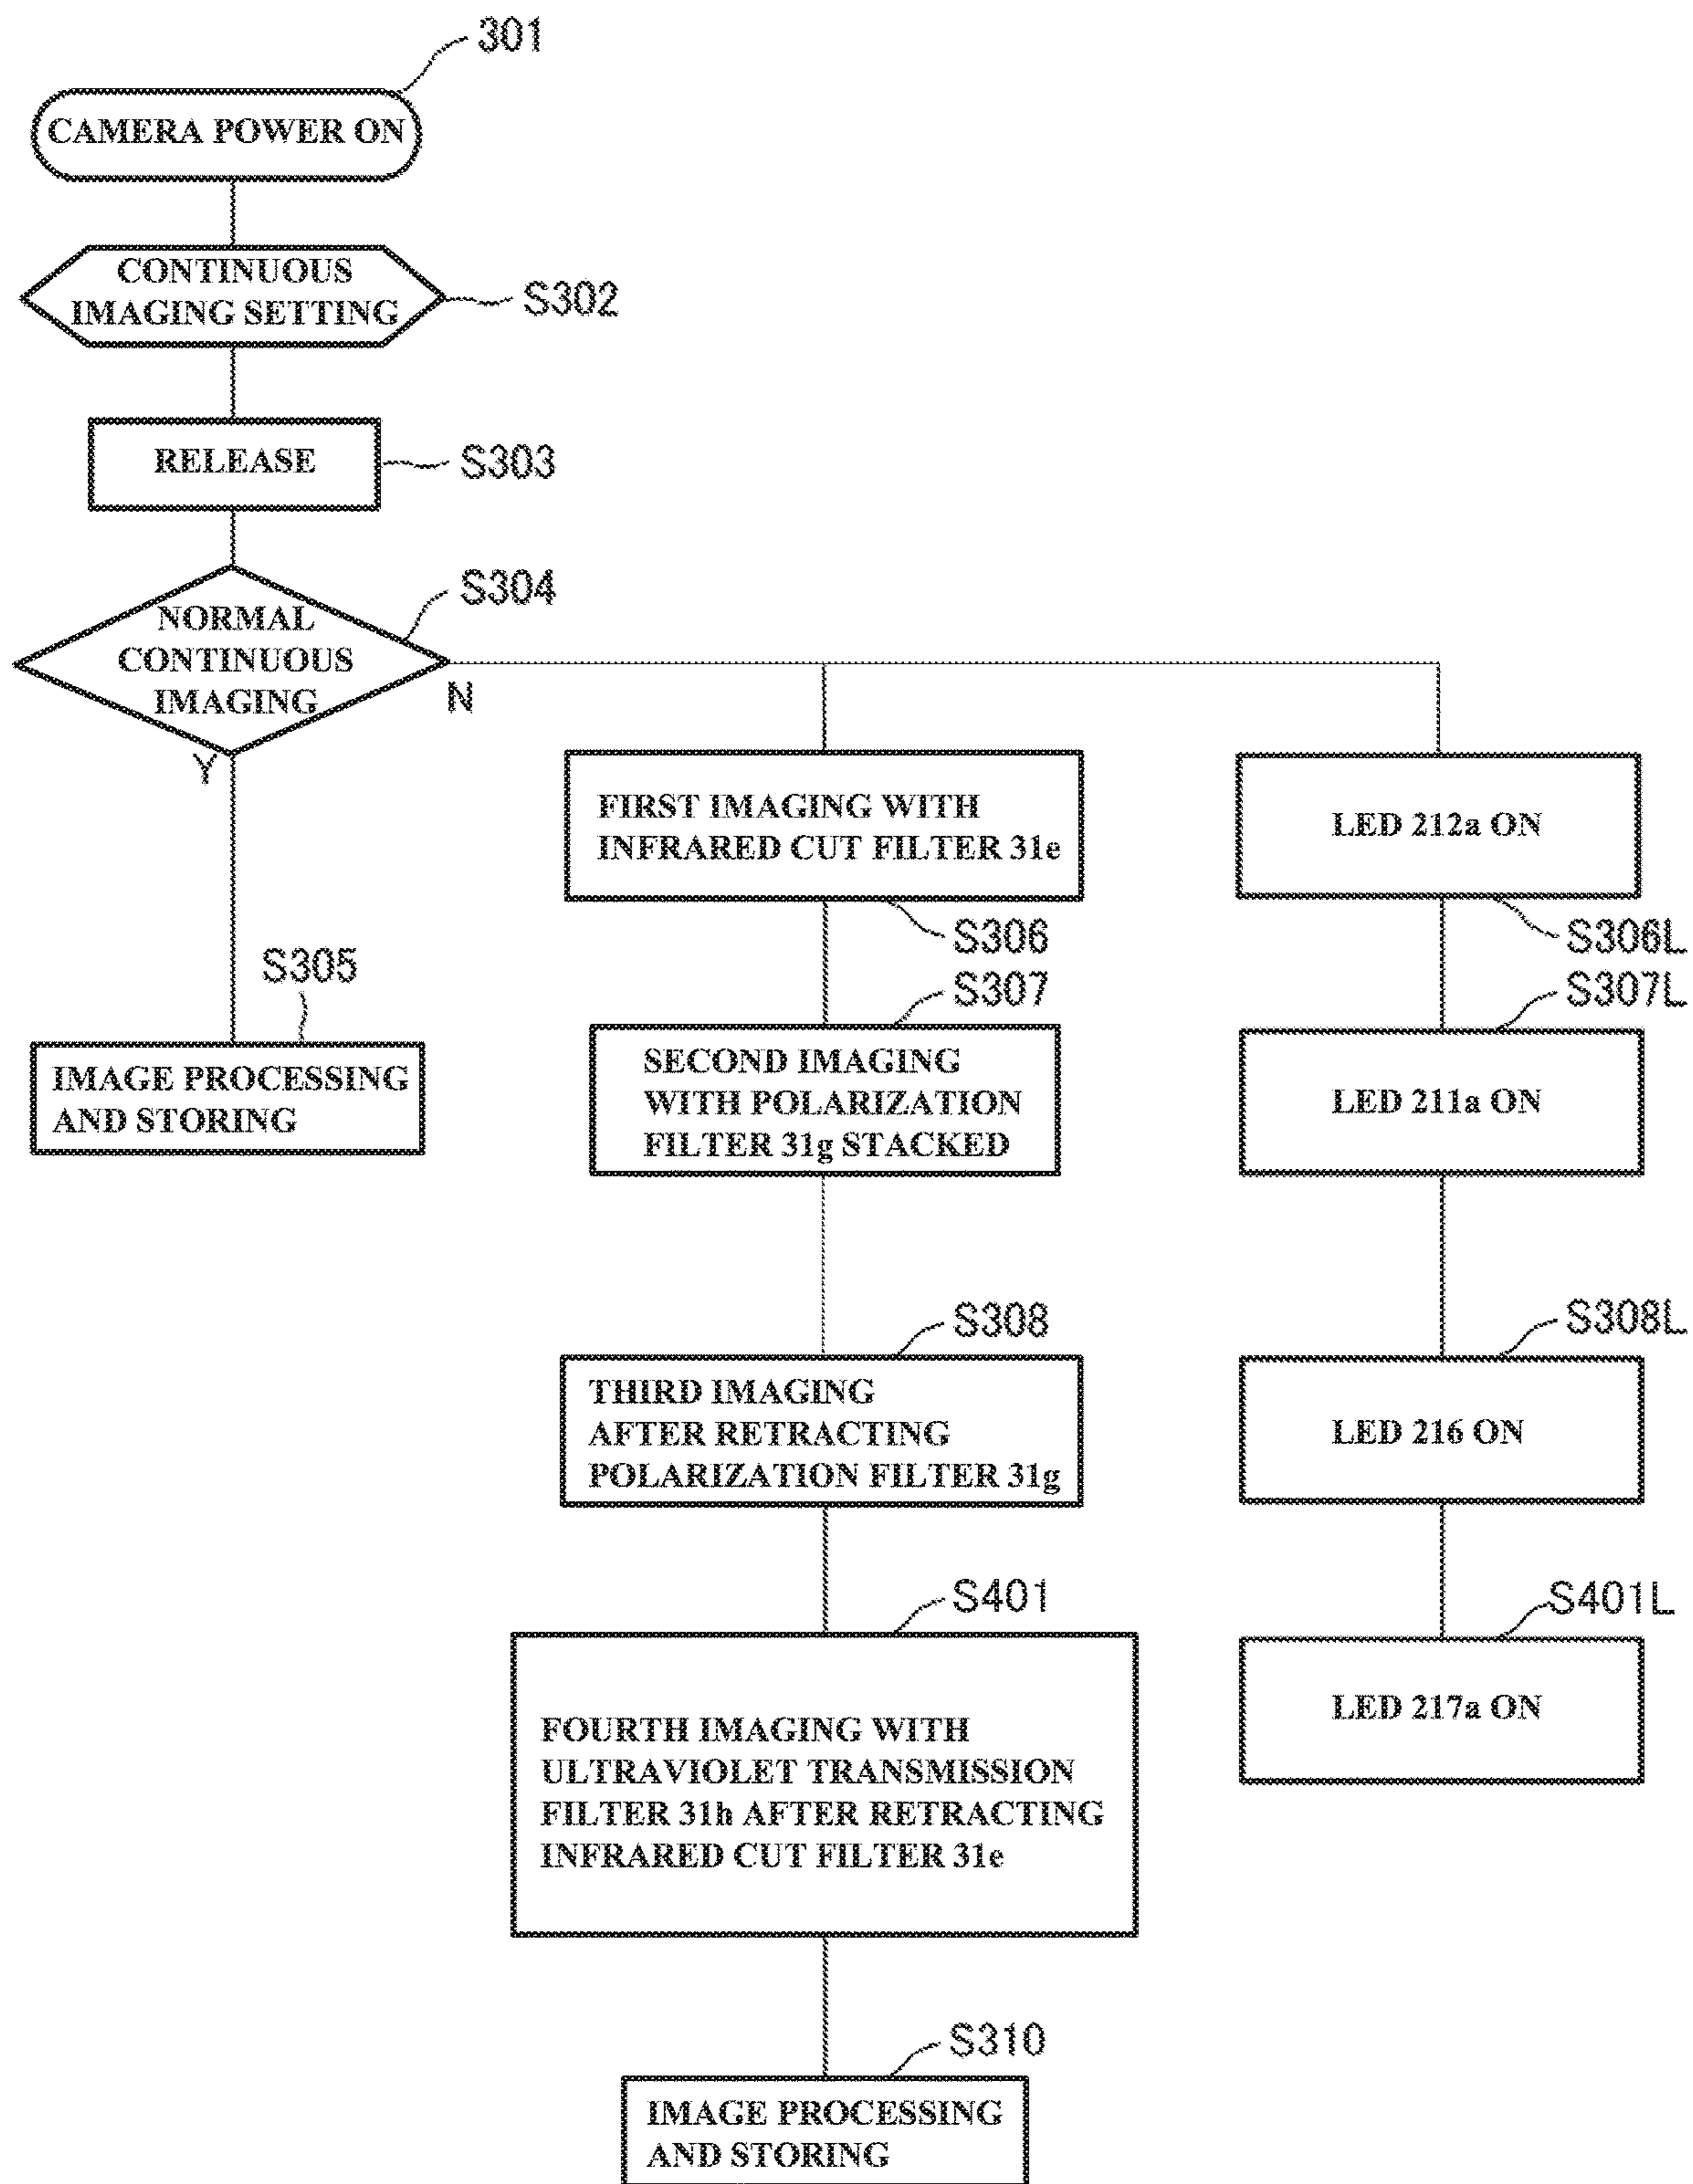 301
CAMERA POWER ON
CONTINUOUS
IMAGING SETTING
S302
RELEASE
S303
S304
NORMAL
CONTINUOUS
IMAGING
N
Y
S305
IMAGE PROCESSING
AND STORING
FIRST IMAGING WITH
INFRARED CUT FILTER 31e
S306
S307
SECOND IMAGING
WITH POLARIZATION
FILTER 31g STACKED
S308
THIRD IMAGING
AFTER RETRACTING
POLARIZATION FILTER 31g
S401
FOURTH IMAGING WITH
ULTRAVIOLET TRANSMISSION
FILTER 31h AFTER RETRACTING
INFRARED CUT FILTER 31e
S310
IMAGE PROCESSING
AND STORING
LED 212a ON
S306L
S307L
LED 211a ON
S308L
LED 216 ON
S401L
LED 217a ON